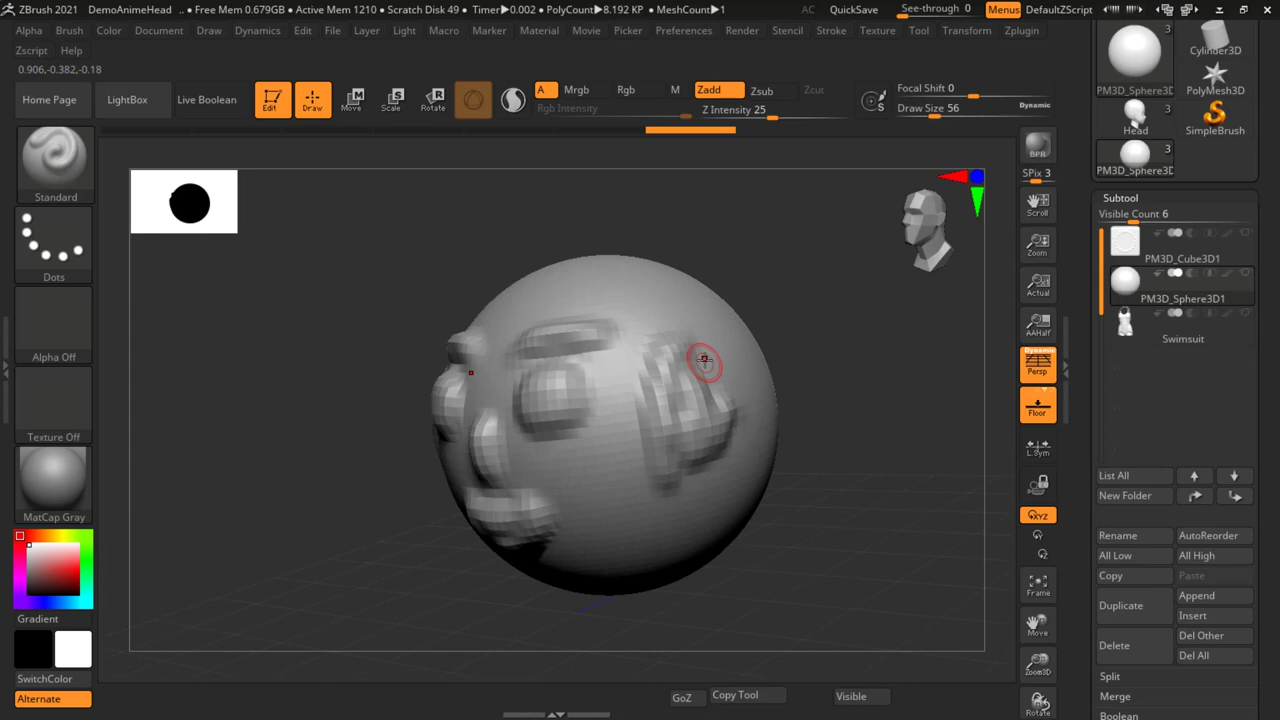 ZBrush 2021 DemoAnimeHead .. • Free Mem 0.679GB • Active Mem 1210 • Scratch Disk 49 • Timer▶0.002 • PolyCount▶8.192 KP • MeshCount▶1 AC QuickSave See-through 0 Menus DefaultZScript
Alpha Brush Color Document Draw Dynamics Edit File Layer Light Macro Marker Material Movie Picker Preferences Render Stencil Stroke Texture Tool Transform Zplugin
Zscript Help
0.906,-0.382,-0.18
Home Page LightBox Live Boolean Edit Draw Move Scale Rotate
A Mrgb Rgb M Zadd Zsub Zcut
Rgb Intensity Z Intensity 25
Focal Shift 0
Draw Size 56 Dynamic
Standard
Dots
Alpha Off
Texture Off
MatCap Gray
Gradient
SwitchColor
Alternate
BPR
SPix 3
Scroll
Zoom
Actual
AAHalf
Dynamic
Persp
Floor
L.Sym
XYZ
Frame
Move
Zoom3D
Rotate
3
PM3D_Sphere3D
Cylinder3D
PolyMesh3D
Head
SimpleBrush
3
PM3D_Sphere3D
Subtool
Visible Count 6
PM3D_Cube3D1
PM3D_Sphere3D1
Swimsuit
List All
New Folder
Rename AutoReorder
All Low All High
Copy Paste
Duplicate Append
Insert
Delete Del Other
Del All
Split
Merge
Boolean
GoZ Copy Tool Visible